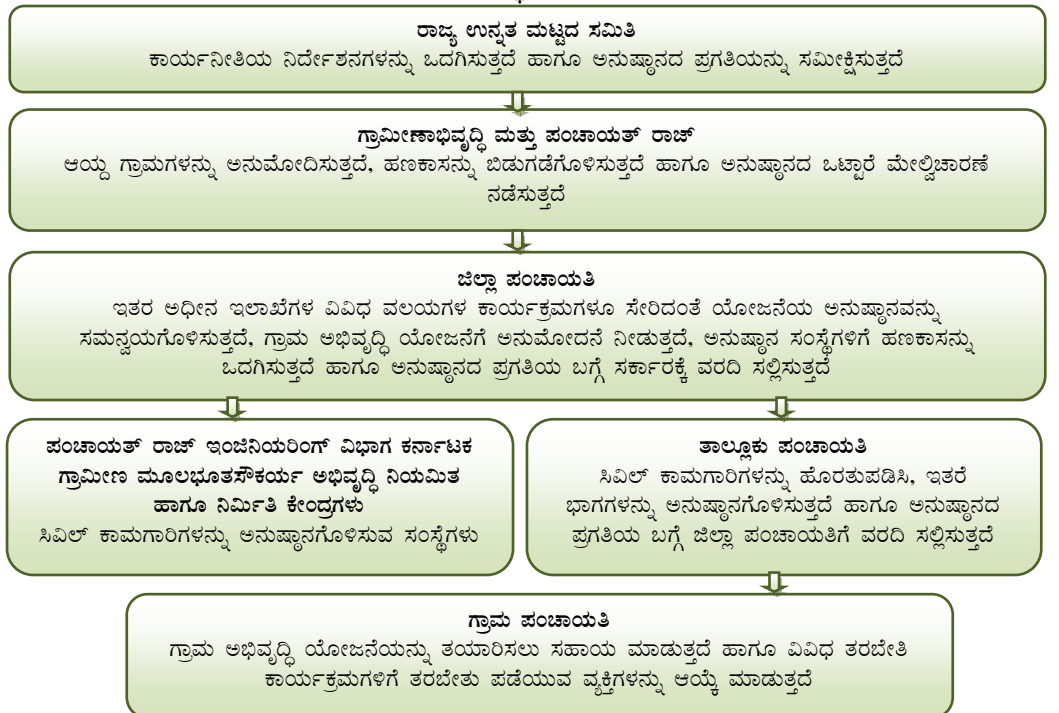 ರಾಜ್ಯ ಉನ್ನತ ಮಟ್ಟದ ಸಮಿತಿ
ಕಾರ್ಯನೀತಿಯ ನಿರ್ದೇಶನಗಳನ್ನು ಒದಗಿಸುತ್ತದೆ ಹಾಗೂ ಅನುಷ್ಠಾನದ ಪ್ರಗತಿಯನ್ನು ಸಮೀಕ್ಷಿಸುತ್ತದೆ
ಗ್ರಾಮೀಣಾಭಿವೃದ್ಧಿ ಮತ್ತು ಪಂಚಾಯತ್ ರಾಜ್
ಆಯ್ದ ಗ್ರಾಮಗಳನ್ನು ಅನುಮೋದಿಸುತ್ತದೆ, ಹಣಕಾಸನ್ನು ಬಿಡುಗಡೆಗೊಳಿಸುತ್ತದೆ ಹಾಗೂ ಅನುಷ್ಠಾನದ ಒಟ್ಟಾರೆ ಮೇಲ್ವಿಚಾರಣೆ
ನಡೆಸುತ್ತದೆ
ಜಿಲ್ಲಾ ಪಂಚಾಯತಿ
ಇತರ ಅಧೀನ ಇಲಾಖೆಗಳ ವಿವಿಧ ವಲಯಗಳ ಕಾರ್ಯಕ್ರಮಗಳೂ ಸೇರಿದಂತೆ ಯೋಜನೆಯ ಅನುಷ್ಠಾನವನ್ನು
ಸಮನ್ವಯಗೊಳಿಸುತ್ತದೆ, ಗ್ರಾಮ ಅಭಿವೃದ್ಧಿ ಯೋಜನೆಗೆ ಅನುಮೋದನೆ ನೀಡುತ್ತದೆ, ಅನುಷ್ಠಾನ ಸಂಸ್ಥೆಗಳಿಗೆ ಹಣಕಾಸನ್ನು
ಒದಗಿಸುತ್ತದೆ ಹಾಗೂ ಅನುಷ್ಠಾನದ ಪ್ರಗತಿಯ ಬಗ್ಗೆ ಸರ್ಕಾರಕ್ಕೆ ವರದಿ ಸಲ್ಲಿಸುತ್ತದೆ
ಪಂಚಾಯತ್ ರಾಜ್ ಇಂಜಿನಿಯರಿಂಗ್ ವಿಭಾಗ ಕರ್ನಾಟಕ
ಗ್ರಾಮೀಣ ಮೂಲಭೂತಸೌಕರ್ಯ ಅಭಿವೃದ್ಧಿ ನಿಯಮಿತ
ಹಾಗೂ ನಿರ್ಮಿತಿ ಕೇಂದ್ರಗಳು
ಸಿವಿಲ್ ಕಾಮಗಾರಿಗಳನ್ನು ಅನುಷ್ಠಾನಗೊಳಿಸುವ ಸಂಸ್ಥೆಗಳು
ತಾಲ್ಲೂಕು ಪಂಚಾಯತಿ
ಸಿವಿಲ್ ಕಾಮಗಾರಿಗಳನ್ನು ಹೊರತುಪಡಿಸಿ, ಇತರೆ
ಭಾಗಗಳನ್ನು ಅನುಷ್ಠಾನಗೊಳಿಸುತ್ತದೆ ಹಾಗೂ ಅನುಷ್ಠಾನದ
ಪ್ರಗತಿಯ ಬಗ್ಗೆ ಜಿಲ್ಲಾ ಪಂಚಾಯತಿಗೆ ವರದಿ ಸಲ್ಲಿಸುತ್ತದೆ
ಗ್ರಾಮ ಪಂಚಾಯತಿ
ಗ್ರಾಮ ಅಭಿವೃದ್ಧಿ ಯೋಜನೆಯನ್ನು ತಯಾರಿಸಲು ಸಹಾಯ ಮಾಡುತ್ತದೆ ಹಾಗೂ ವಿವಿಧ ತರಬೇತಿ
ಕಾರ್ಯಕ್ರಮಗಳಿಗೆ ತರಬೇತು ಪಡೆಯುವ ವ್ಯಕ್ತಿಗಳನ್ನು ಆಯ್ಕೆ ಮಾಡುತ್ತದೆ